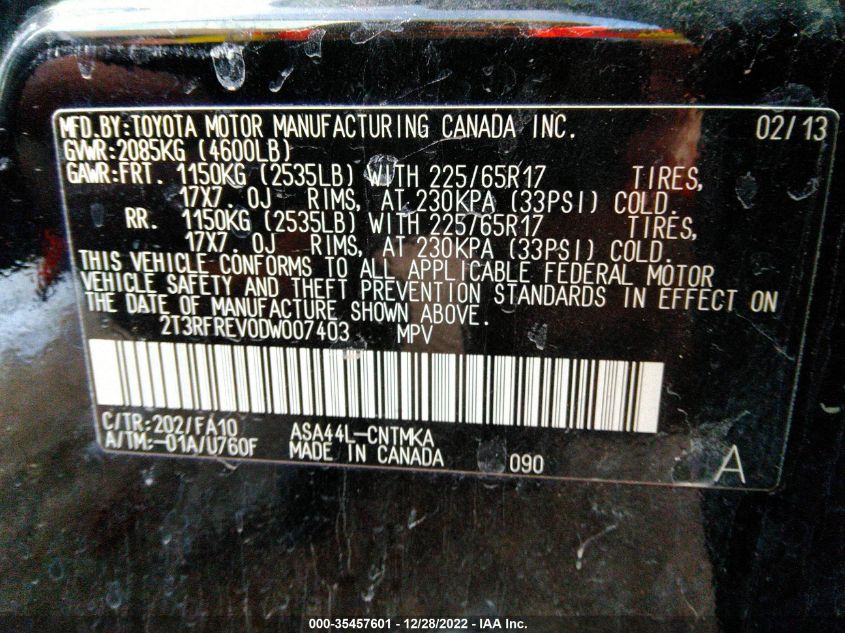 MFD.BY:TOYOTA MOTOR MANUFACTURING CANADA INC. 02/13
GVWR:2085KG (4600LB)
GAWR:FRT. 1150KG (2535LB) WITH 225/65R17 TIRES,
17X7. 0J RIMS, AT 230KPA (33PSI) COLD.
RR. 1150KG (2535LB) WITH 225/65R17 TIRES,
17X7. 0J RIMS, AT 230KPA (33PSI) COLD.
THIS VEHICLE CONFORMS TO ALL APPLICABLE FEDERAL MOTOR
VEHICLE SAFETY AND THEFT PREVENTION STANDARDS IN EFFECT ON
THE DATE OF MANUFACTURE SHOWN ABOVE.
2T3RFREV0DW007403 MPV
C/TR:202/FA10 ASA44L-CNTMKA
A/TM:-01A/U760F MADE IN CANADA 090 A
000-35457601 - 12/28/2022 - IAA Inc.